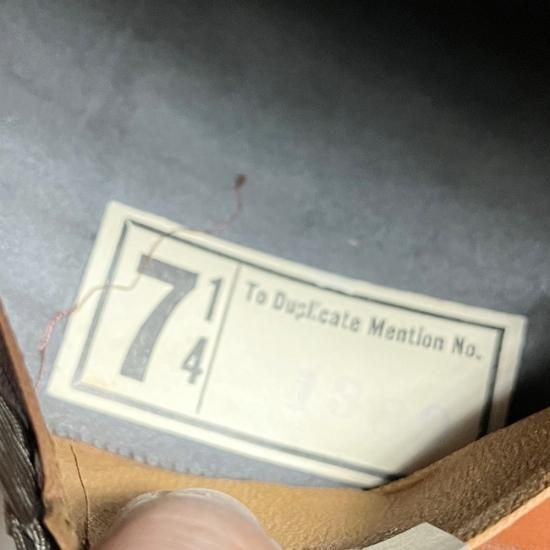 7 1/4
To Duplicate Mention No.